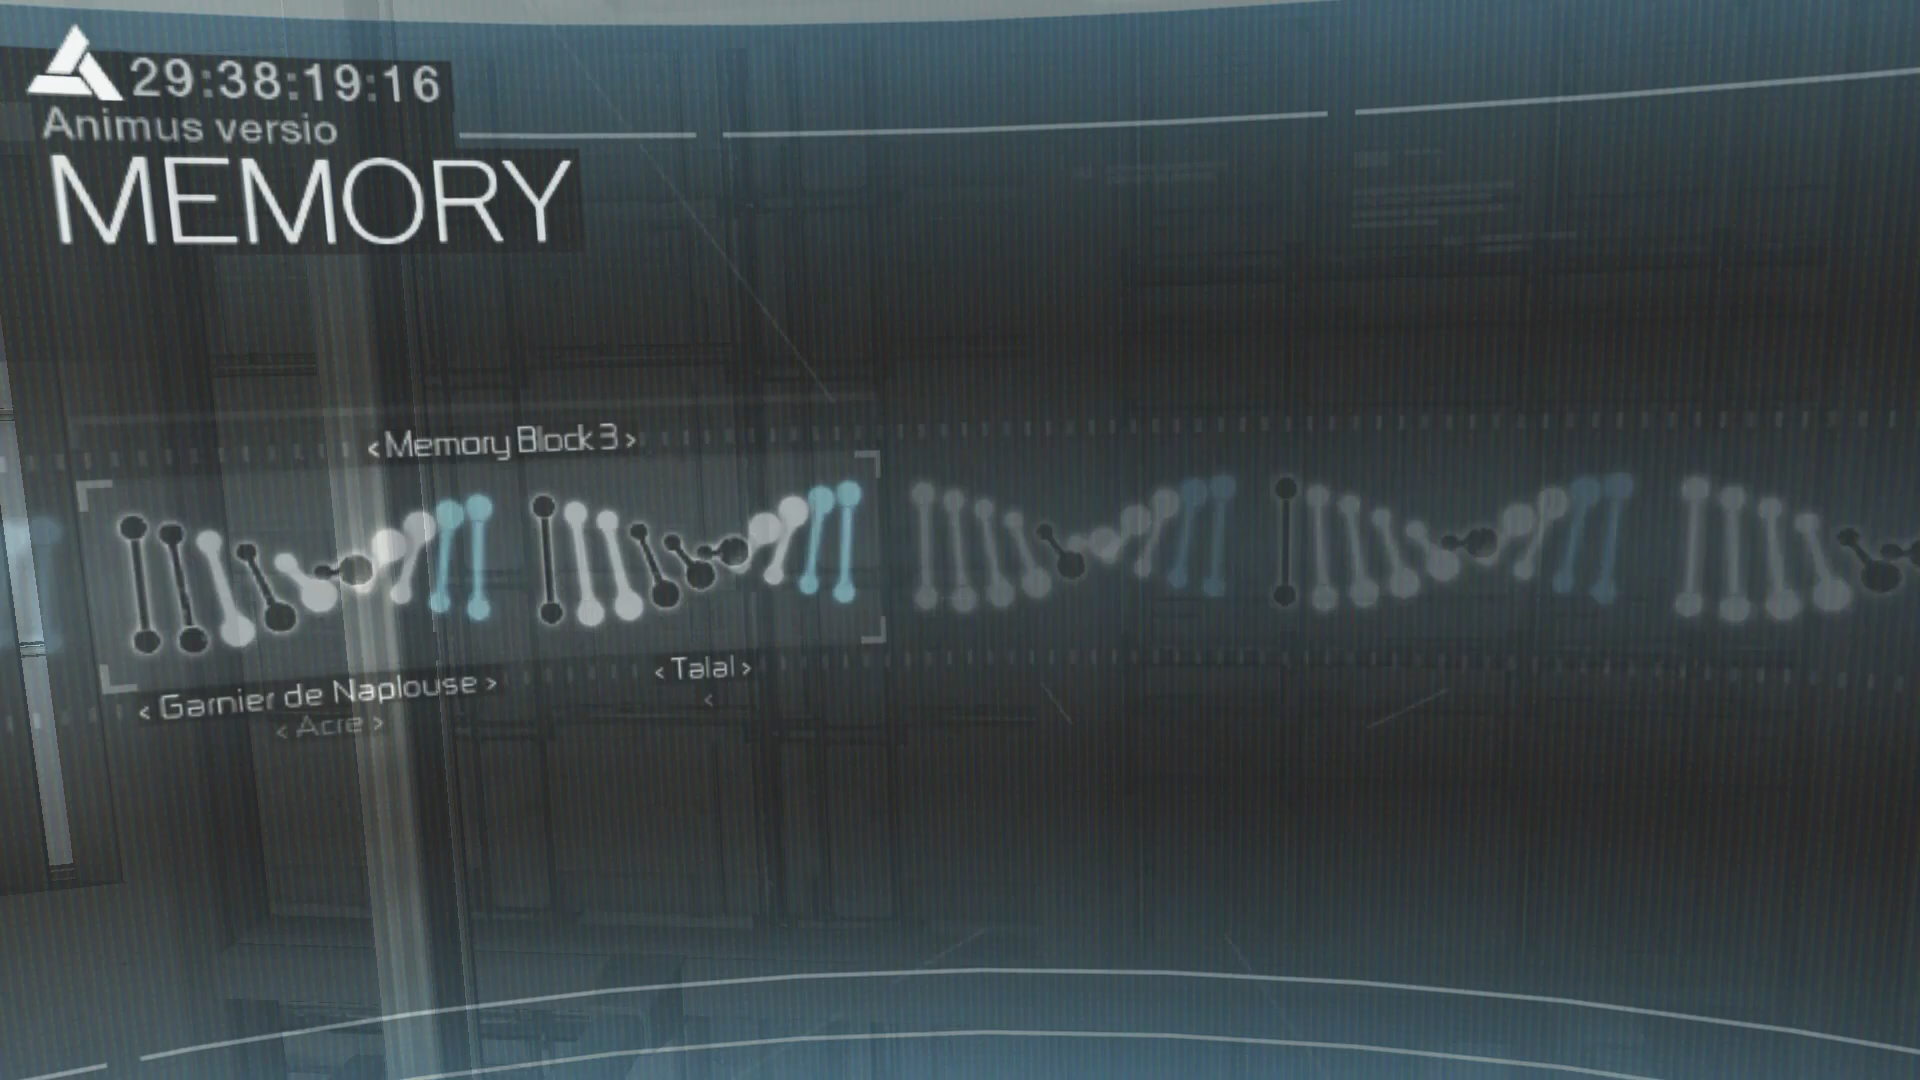 29:38:19:16
Animus versio
MEMORY
<Memory Block 3>
<Garnier de Naplouse>
<Acre>
<Talal>
<